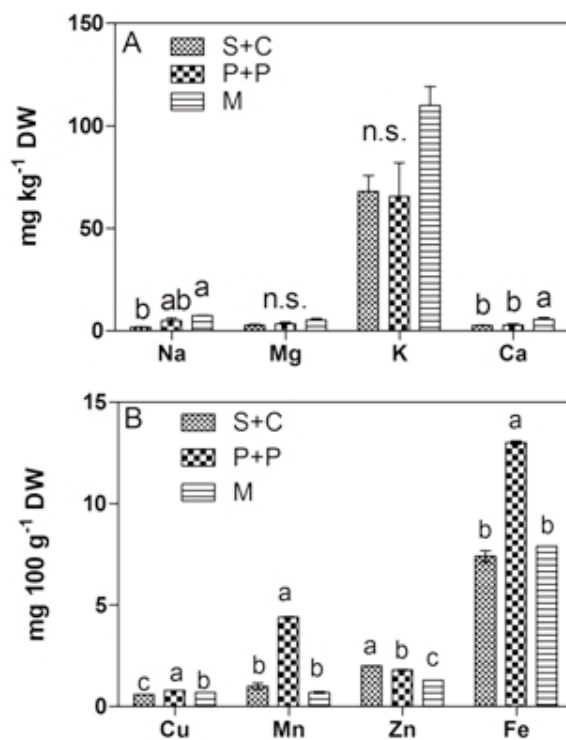 A
S+C
P+P
M
mg kg⁻¹ DW
150
100
50
0
n.s.
b ab a
n.s.
b b a
Na Mg K Ca
B
S+C
P+P
M
mg 100 g⁻¹ DW
15
10
5
0
a
b b
a
b b
a b c
c a b
Cu Mn Zn Fe